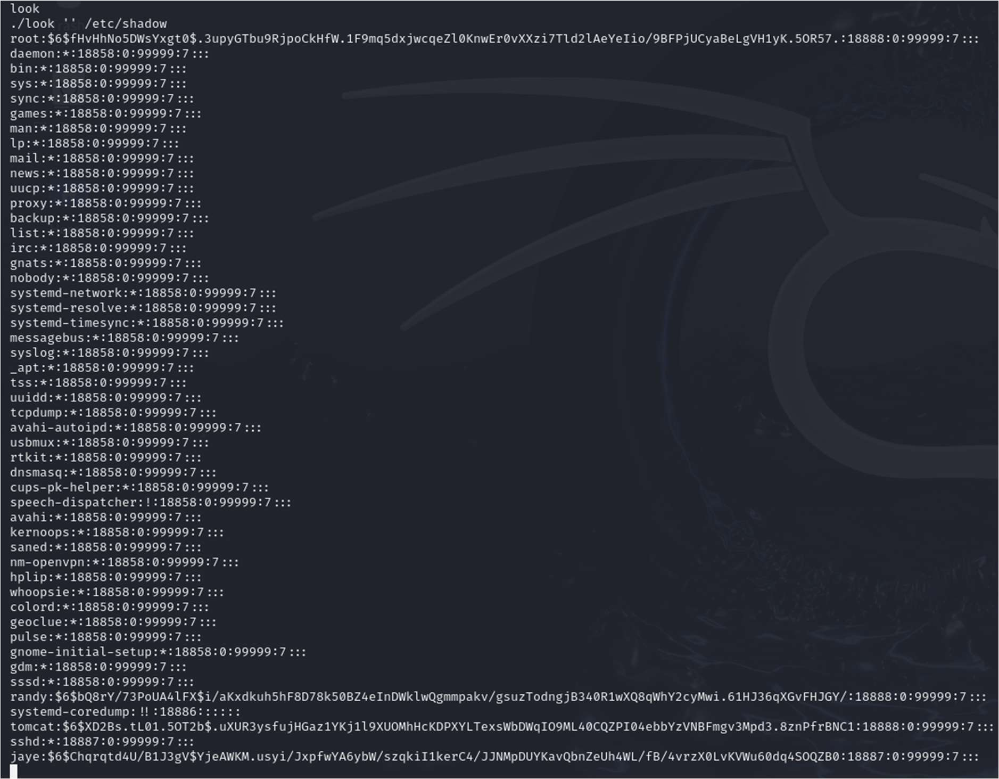 look
./look '' /etc/shadow
root:$6$fHvHhNo5DWsYxgt0$.3upyGTbu9RjpoCkHfW.1F9mq5dxjwcqeZl0KnwEr0vXXzi7Tld2lAeYeIio/9BFPjUCyaBeLgVH1yK.5OR57.:18888:0:99999:7:::
daemon:*:18858:0:99999:7:::
bin:*:18858:0:99999:7:::
sys:*:18858:0:99999:7:::
sync:*:18858:0:99999:7:::
games:*:18858:0:99999:7:::
man:*:18858:0:99999:7:::
lp:*:18858:0:99999:7:::
mail:*:18858:0:99999:7:::
news:*:18858:0:99999:7:::
uucp:*:18858:0:99999:7:::
proxy:*:18858:0:99999:7:::
backup:*:18858:0:99999:7:::
list:*:18858:0:99999:7:::
irc:*:18858:0:99999:7:::
gnats:*:18858:0:99999:7:::
nobody:*:18858:0:99999:7:::
systemd-network:*:18858:0:99999:7:::
systemd-resolve:*:18858:0:99999:7:::
systemd-timesync:*:18858:0:99999:7:::
messagebus:*:18858:0:99999:7:::
syslog:*:18858:0:99999:7:::
_apt:*:18858:0:99999:7:::
tss:*:18858:0:99999:7:::
uuidd:*:18858:0:99999:7:::
tcpdump:*:18858:0:99999:7:::
avahi-autoipd:*:18858:0:99999:7:::
usbmux:*:18858:0:99999:7:::
rtkit:*:18858:0:99999:7:::
dnsmasq:*:18858:0:99999:7:::
cups-pk-helper:*:18858:0:99999:7:::
speech-dispatcher:!:18858:0:99999:7:::
avahi:*:18858:0:99999:7:::
kernoops:*:18858:0:99999:7:::
saned:*:18858:0:99999:7:::
nm-openvpn:*:18858:0:99999:7:::
hplip:*:18858:0:99999:7:::
whoopsie:*:18858:0:99999:7:::
colord:*:18858:0:99999:7:::
geoclue:*:18858:0:99999:7:::
pulse:*:18858:0:99999:7:::
gnome-initial-setup:*:18858:0:99999:7:::
gdm:*:18858:0:99999:7:::
sssd:*:18858:0:99999:7:::
randy:$6$bQ8rY/73PoUA4lFX$i/aKxdkuh5hF8D78k50BZ4eInDWklwQgmmpakv/gsuzTodngjB340R1wXQ8qWhY2cyMwi.61HJ36qXGvFHJGY/:18888:0:99999:7:::
systemd-coredump:!!:18886::::::
tomcat:$6$XD2Bs.tL01.5OT2b$.uXUR3ysfujHGaz1YKj1l9XUOMhHcKDPXYLTexsWbDWqIO9ML40CQZPI04ebbYzVNBFmgv3Mpd3.8znPfrBNC1:18888:0:99999:7:::
sshd:*:18887:0:99999:7:::
jaye:$6$Chqrqtd4U/B1J3gV$YjeAWKM.usyi/JxpfwYA6ybW/szqkiI1kerC4/JJNMpDUYKavQbnZeUh4WL/fB/4vrzX0LvKVWu60dq4SOQZB0:18887:0:99999:7:::